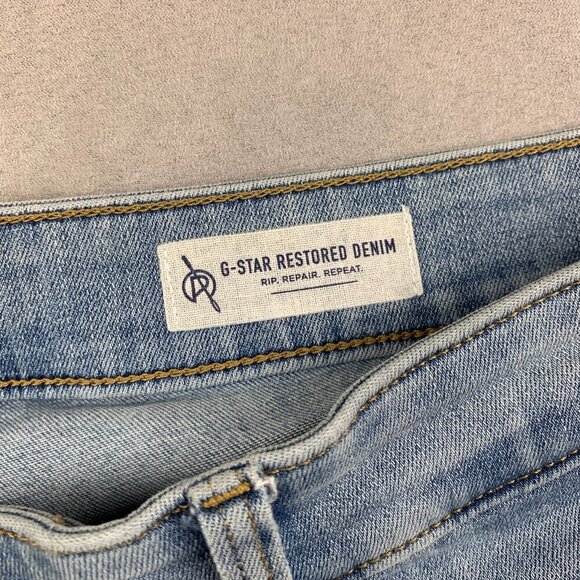 G-STAR RESTORED DENIM
RIP. REPAIR. REPEAT.